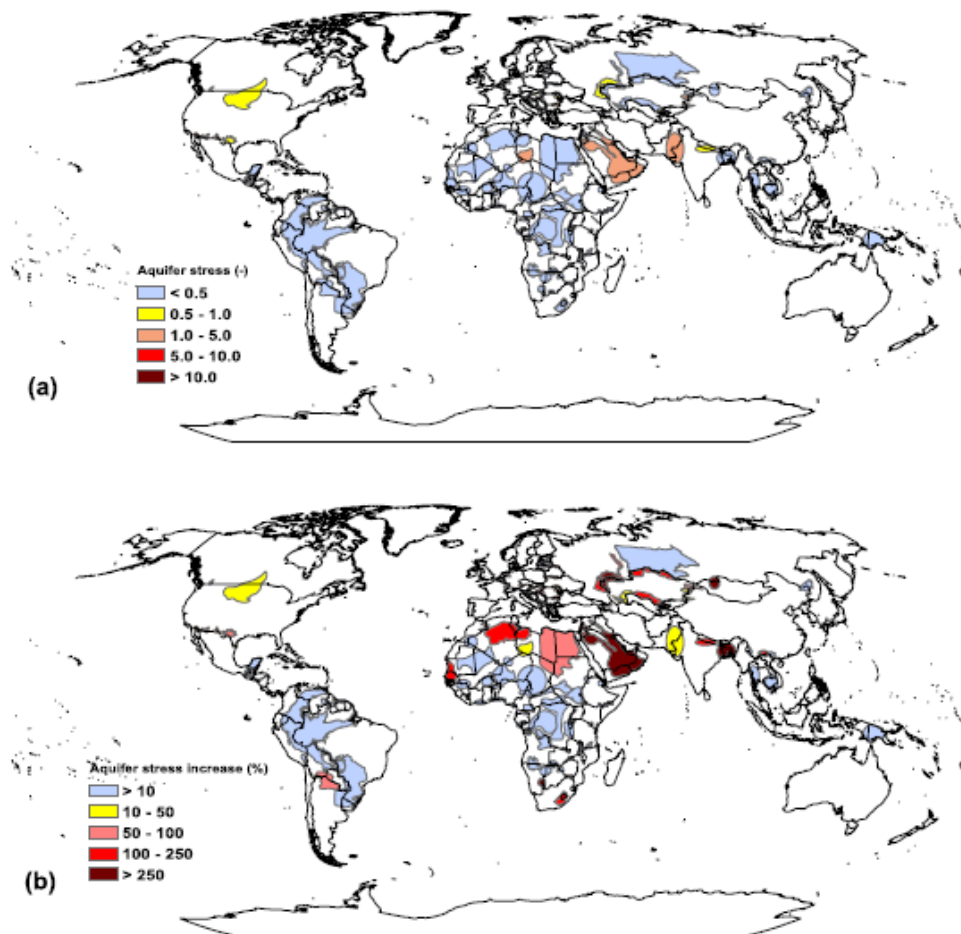 Aquifer stress (-)
< 0.5
0.5 - 1.0
1.0 - 5.0
5.0 - 10.0
> 10.0
(a)
Aquifer stress increase (%)
> 10
10 - 50
50 - 100
100 - 250
> 250
(b)